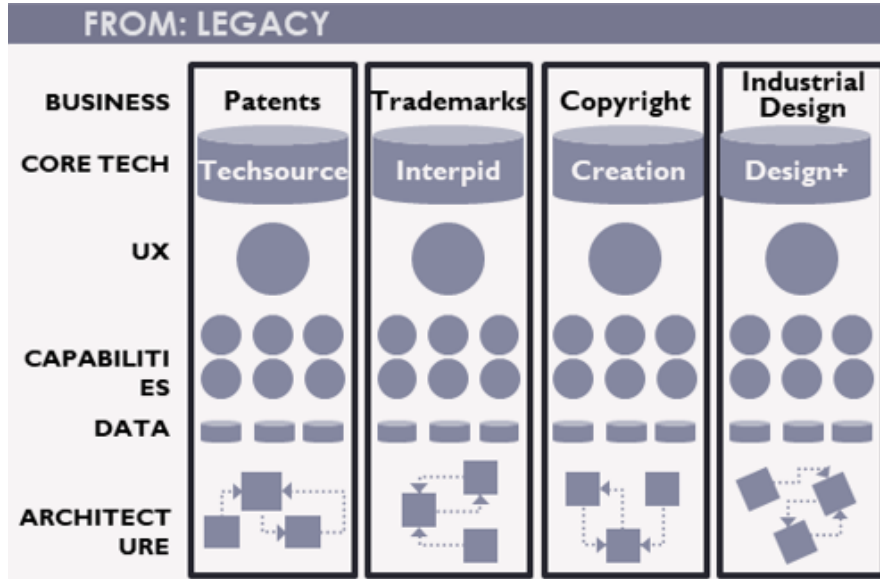 FROM: LEGACY
BUSINESS
Patents
Trademarks
Copyright
Industrial
Design
CORE TECH
Techsource
Interpid
Creation
Design+
UX
CAPABILITI
ES
DATA
ARCHITECT
URE